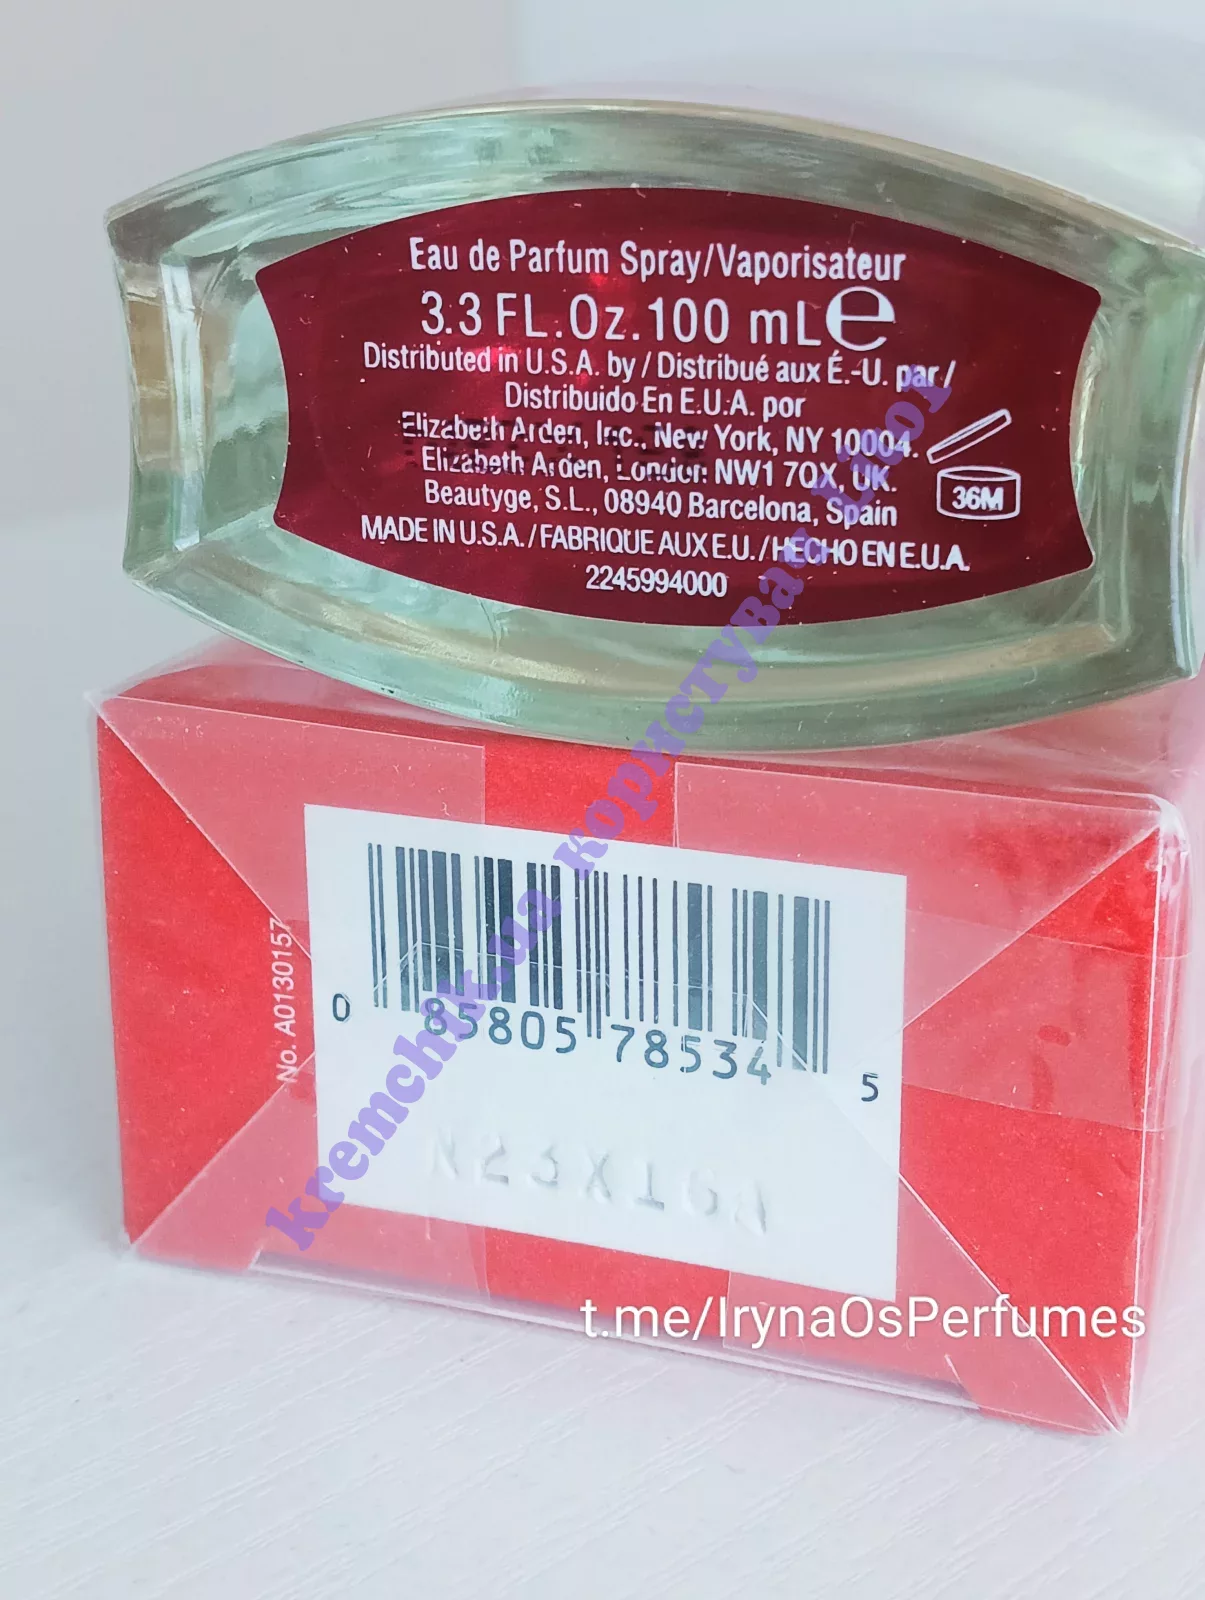 Eau de Parfum Spray/Vaporisateur
3.3 FL.Oz.100 mL e
Distributed in U.S.A. by / Distribué aux É.-U. par /
Distribuido En E.U.A. por
Elizabeth Arden, Inc., New York, NY 10004.
Elizabeth Arden, London NW1 7QX, UK.
Beautyge, S.L., 08940 Barcelona, Spain
36M
MADE IN U.S.A. / FABRIQUE AUX E.U. / HECHO EN E.U.A.
2245994000
No. A0130157
0 85805 78534 5
kremchik.ua користувач
t.me/IrynaOsPerfumes